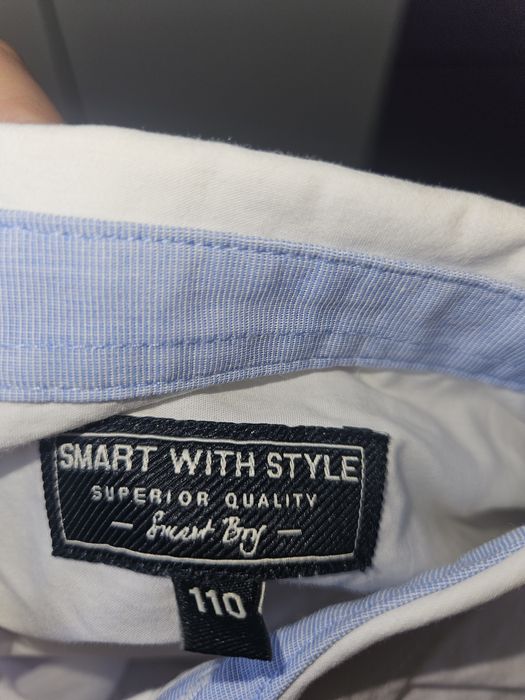 SMART WITH STYLE
SUPERIOR QUALITY
— Smart Boy —
110